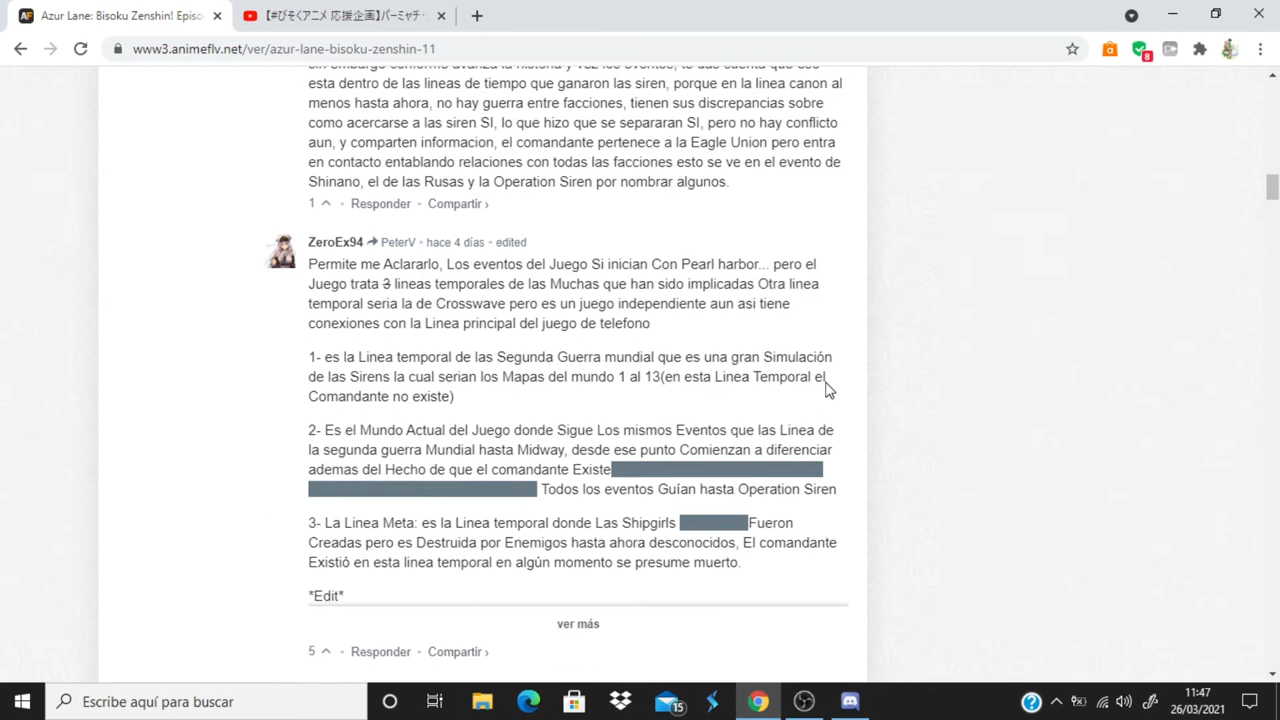 Azur Lane: Bisoku Zenshin! Episo
【#びそくアニメ 応援企画】パーミャチ・
www3.animeflv.net/ver/azur-lane-bisoku-zenshin-11
8
esta dentro de las lineas de tiempo que ganaron las siren, porque en la linea canon al
menos hasta ahora, no hay guerra entre facciones, tienen sus discrepancias sobre
como acercarse a las siren SI, lo que hizo que se separaran SI, pero no hay conflicto
aun, y comparten informacion, el comandante pertenece a la Eagle Union pero entra
en contacto entablando relaciones con todas las facciones esto se ve en el evento de
Shinano, el de las Rusas y la Operation Siren por nombrar algunos.
1 • Responder • Compartir ›
ZeroEx94 PeterV • hace 4 días • edited
Permite me Aclararlo, Los eventos del Juego Si inician Con Pearl harbor... pero el
Juego trata 3 lineas temporales de las Muchas que han sido implicadas Otra linea
temporal seria la de Crosswave pero es un juego independiente aun asi tiene
conexiones con la Linea principal del juego de telefono
1- es la Linea temporal de las Segunda Guerra mundial que es una gran Simulación
de las Sirens la cual serian los Mapas del mundo 1 al 13(en esta Linea Temporal el
Comandante no existe)
2- Es el Mundo Actual del Juego donde Sigue Los mismos Eventos que las Linea de
la segunda guerra Mundial hasta Midway, desde ese punto Comienzan a diferenciar
ademas del Hecho de que el comandante Existe
Todos los eventos Guían hasta Operation Siren
3- La Linea Meta: es la Linea temporal donde Las Shipgirls Fueron
Creadas pero es Destruida por Enemigos hasta ahora desconocidos, El comandante
Existió en esta linea temporal en algún momento se presume muerto.
*Edit*
ver más
5 • Responder • Compartir ›
Escribe aquí para buscar
15
11:47
26/03/2021